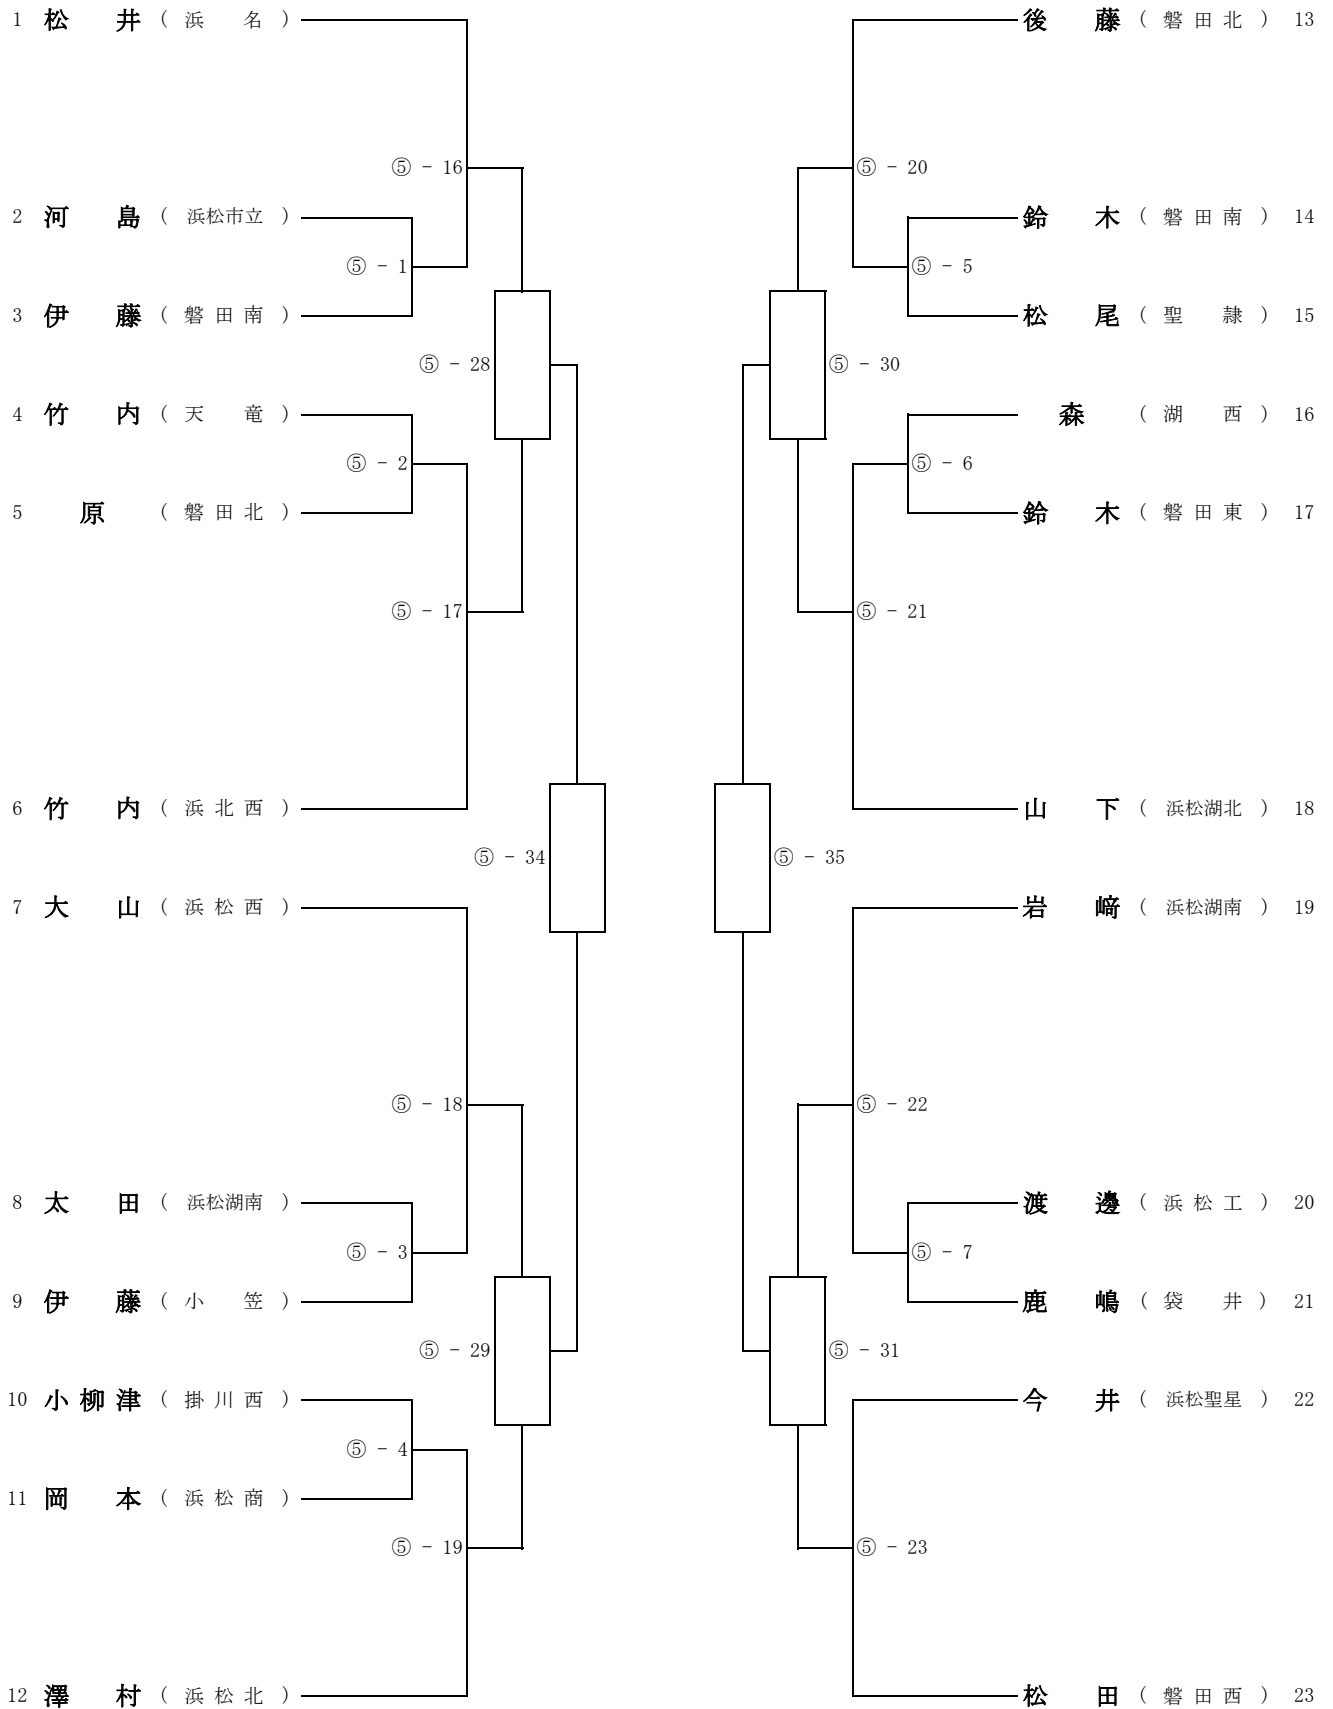 1 松井 ( 浜名 ) 後藤 ( 磐田北 ) 13
⑤ - 16 ⑤ - 20
2 河島 ( 浜松市立 ) 鈴木 ( 磐田南 ) 14
⑤ - 1 ⑤ - 5
3 伊藤 ( 磐田南 ) 松尾 ( 聖隷 ) 15
⑤ - 28 ⑤ - 30
4 竹内 ( 天竜 ) 森 ( 湖西 ) 16
⑤ - 2 ⑤ - 6
5 原 ( 磐田北 ) 鈴木 ( 磐田東 ) 17
⑤ - 17 ⑤ - 21
6 竹内 ( 浜北西 ) 山下 ( 浜松湖北 ) 18
⑤ - 34 ⑤ - 35
7 大山 ( 浜松西 ) 岩﨑 ( 浜松湖南 ) 19
⑤ - 18 ⑤ - 22
8 太田 ( 浜松湖南 ) 渡邊 ( 浜松工 ) 20
⑤ - 3 ⑤ - 7
9 伊藤 ( 小笠 ) 鹿嶋 ( 袋井 ) 21
⑤ - 29 ⑤ - 31
10 小柳津 ( 掛川西 ) 今井 ( 浜松聖星 ) 22
⑤ - 4
11 岡本 ( 浜松商 )
⑤ - 19 ⑤ - 23
12 澤村 ( 浜松北 ) 松田 ( 磐田西 ) 23